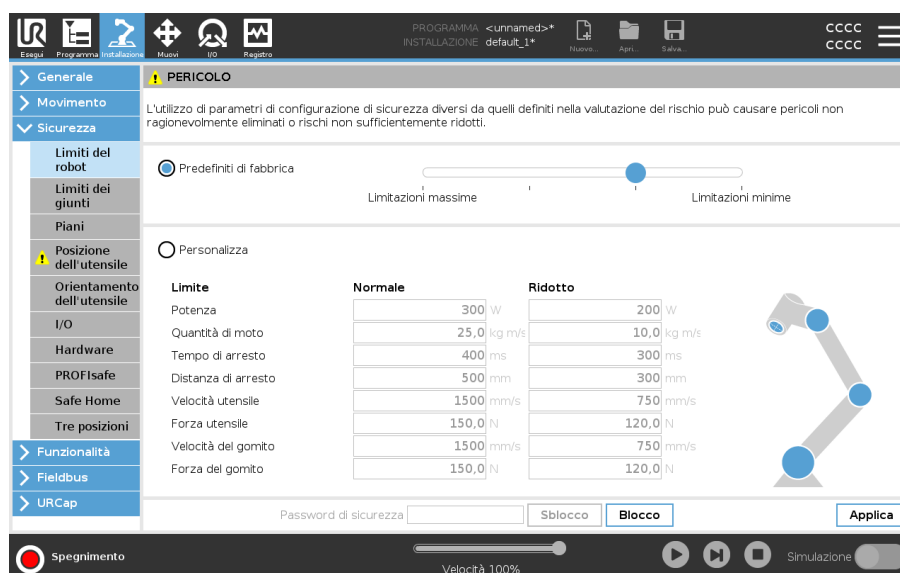 PROGRAMMA <unnamed>*
INSTALLAZIONE default_1*
cccc
cccc
Esegui Programma Installazione Muovi I/O Registro Nuovo... Apri... Salva...
Generale
Movimento
Sicurezza
Limiti del
robot
Limiti dei
giunti
Piani
Posizione
dell'utensile
Orientamento
dell'utensile
I/O
Hardware
PROFIsafe
Safe Home
Tre posizioni
Funzionalità
Fieldbus
URCap
PERICOLO
L'utilizzo di parametri di configurazione di sicurezza diversi da quelli definiti nella valutazione del rischio può causare pericoli non
ragionevolmente eliminati o rischi non sufficientemente ridotti.
Predefiniti di fabbrica
Limitazioni massime Limitazioni minime
Personalizza
Limite Normale Ridotto
Potenza 300 W 200 W
Quantità di moto 25,0 kg m/s 10,0 kg m/s
Tempo di arresto 400 ms 300 ms
Distanza di arresto 500 mm 300 mm
Velocità utensile 1500 mm/s 750 mm/s
Forza utensile 150,0 N 120,0 N
Velocità del gomito 1500 mm/s 750 mm/s
Forza del gomito 150,0 N 120,0 N
Password di sicurezza Sblocco Blocco Applica
Spegnimento Velocità 100% Simulazione